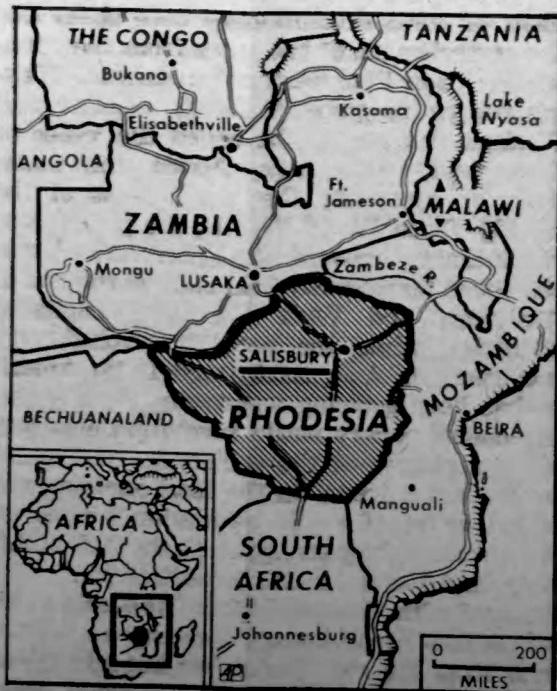 THE CONGO
TANZANIA
Bukana
Kasama
Lake
Nyasa
Elisabethville
ANGOLA
Ft.
Jameson
MALAWI
ZAMBIA
Mongu
LUSAKA
Zambeze R.
SALISBURY
MOZAMBIQUE
RHODESIA
BECHUANALAND
BEIRA
AFRICA
Manguali
SOUTH
AFRICA
Johannesburg
0 200
MILES
AP